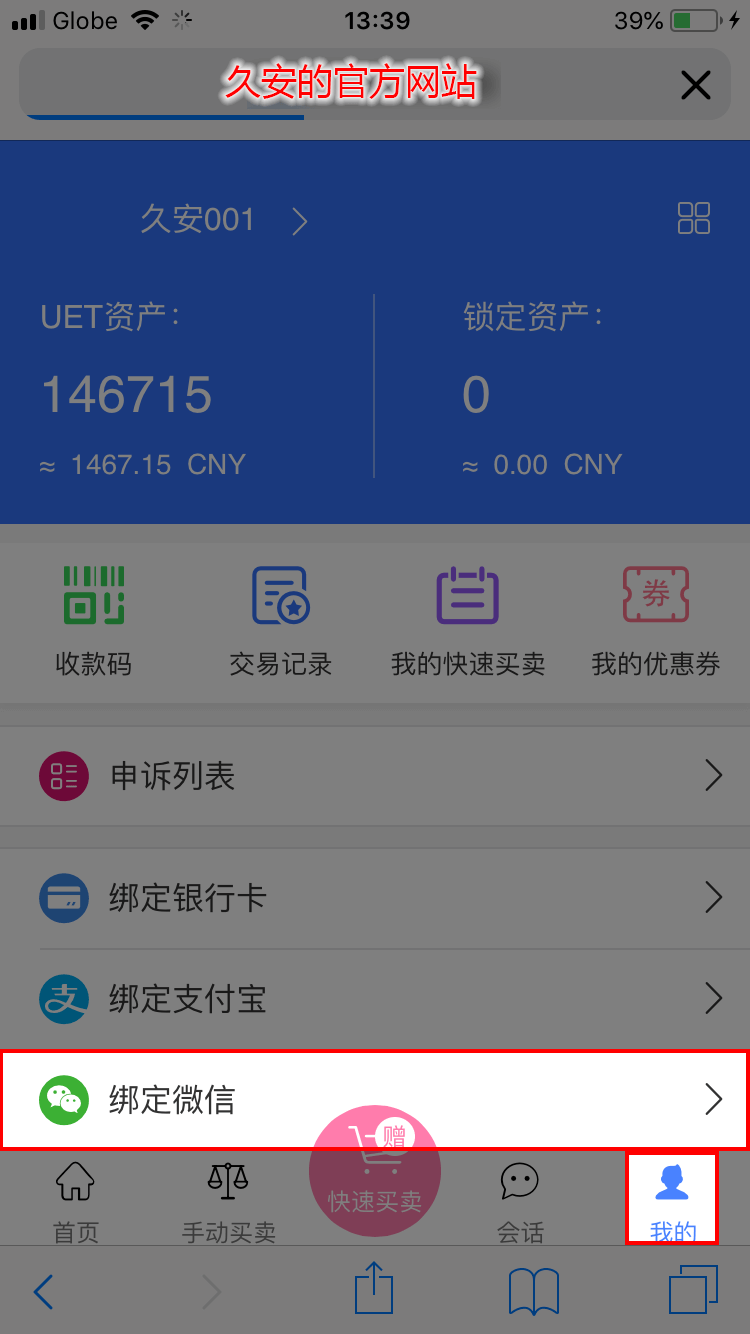 Globe 13:39 39%
久安的官方网站
久安001
UET资产: 锁定资产:
146715 0
≈ 1467.15 CNY ≈ 0.00 CNY
券
收款码 交易记录 我的快速买卖 我的优惠券
申诉列表
绑定银行卡
支 绑定支付宝
绑定微信
赠
快速买卖
首页 手动买卖 会话 我的